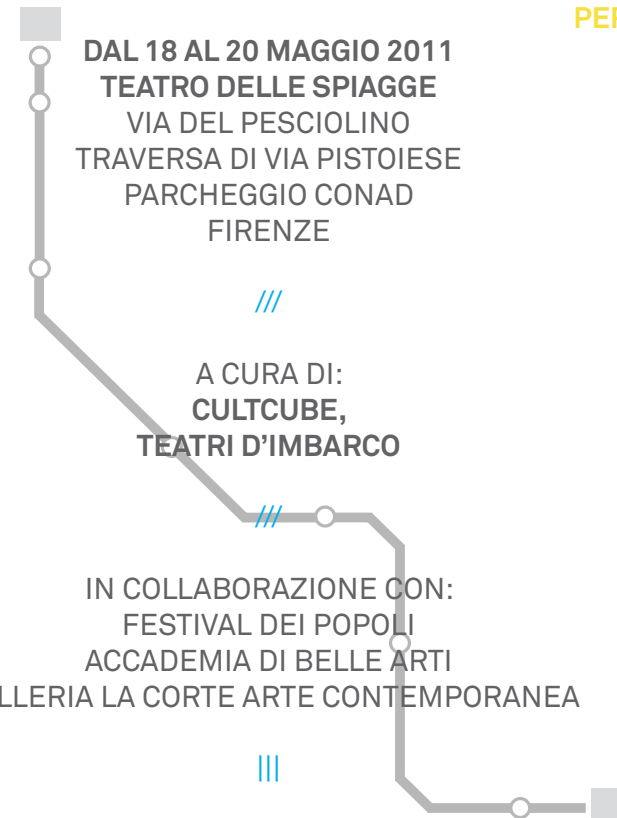 PER
DAL 18 AL 20 MAGGIO 2011
TEATRO DELLE SPIAGGE
VIA DEL PESCIOLINO
TRAVERSA DI VIA PISTOIESE
PARCHEGGIO CONAD
FIRENZE
///
A CURA DI:
CULTCUBE,
TEATRI D'IMBARCO
///
IN COLLABORAZIONE CON:
FESTIVAL DEI POPOLI
ACCADEMIA DI BELLE ARTI
LLERIA LA CORTE ARTE CONTEMPORANEA
|||